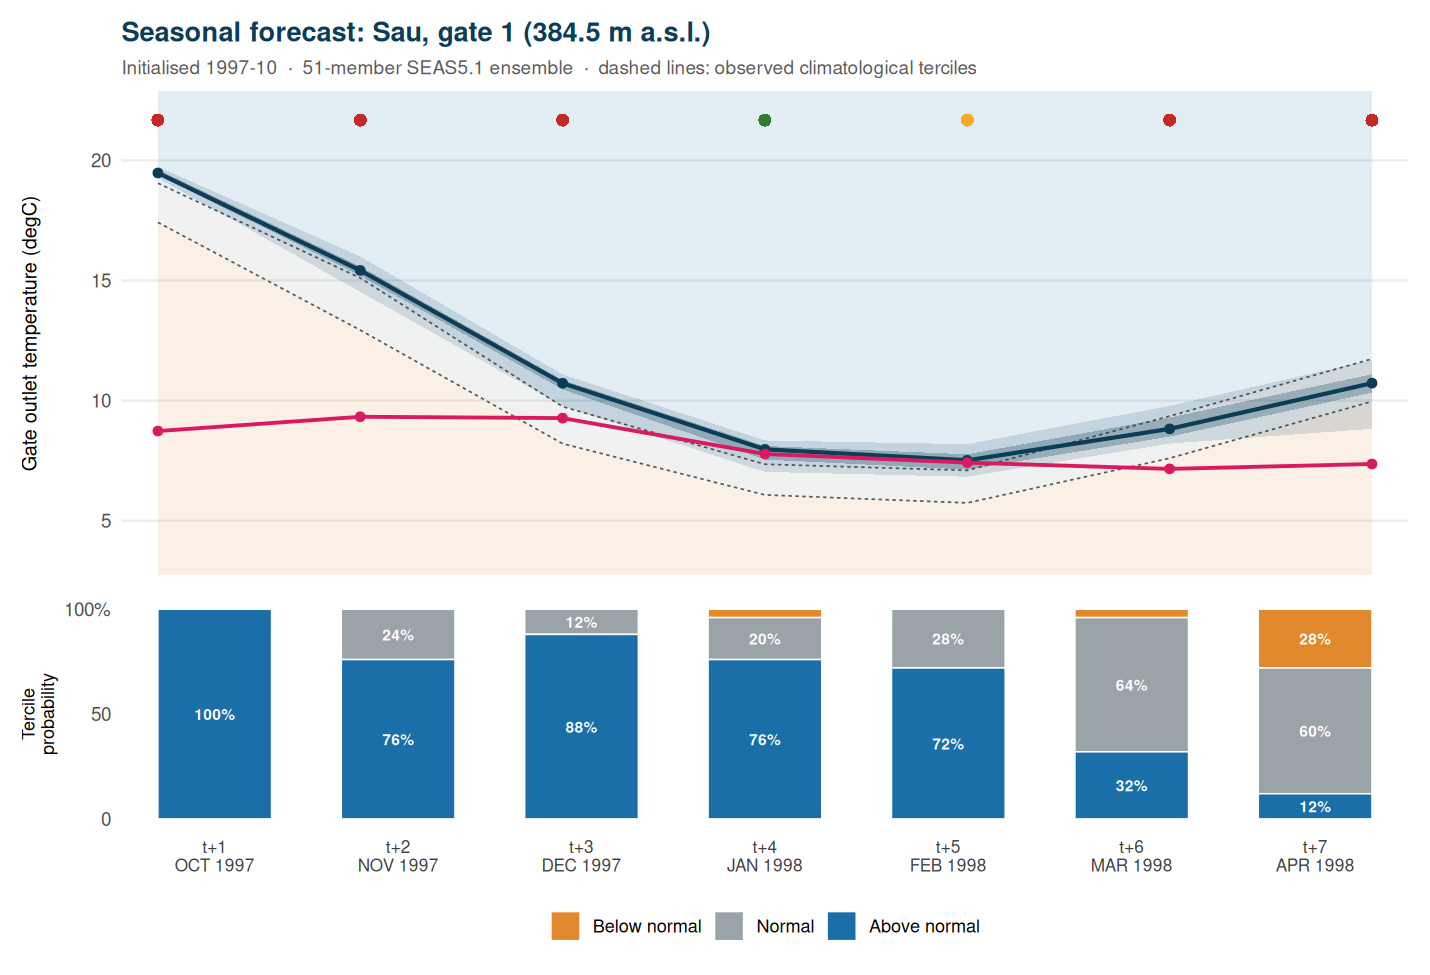 Seasonal forecast: Sau, gate 1 (384.5 m a.s.l.)
Initialised 1997-10 · 51-member SEAS5.1 ensemble · dashed lines: observed climatological terciles
Gate outlet temperature (degC)
20
15
10
5
Tercile
probability
100%
50
0
100%
24%
76%
12%
88%
20%
76%
28%
72%
64%
32%
28%
60%
12%
t+1
OCT 1997
t+2
NOV 1997
t+3
DEC 1997
t+4
JAN 1998
t+5
FEB 1998
t+6
MAR 1998
t+7
APR 1998
Below normal
Normal
Above normal